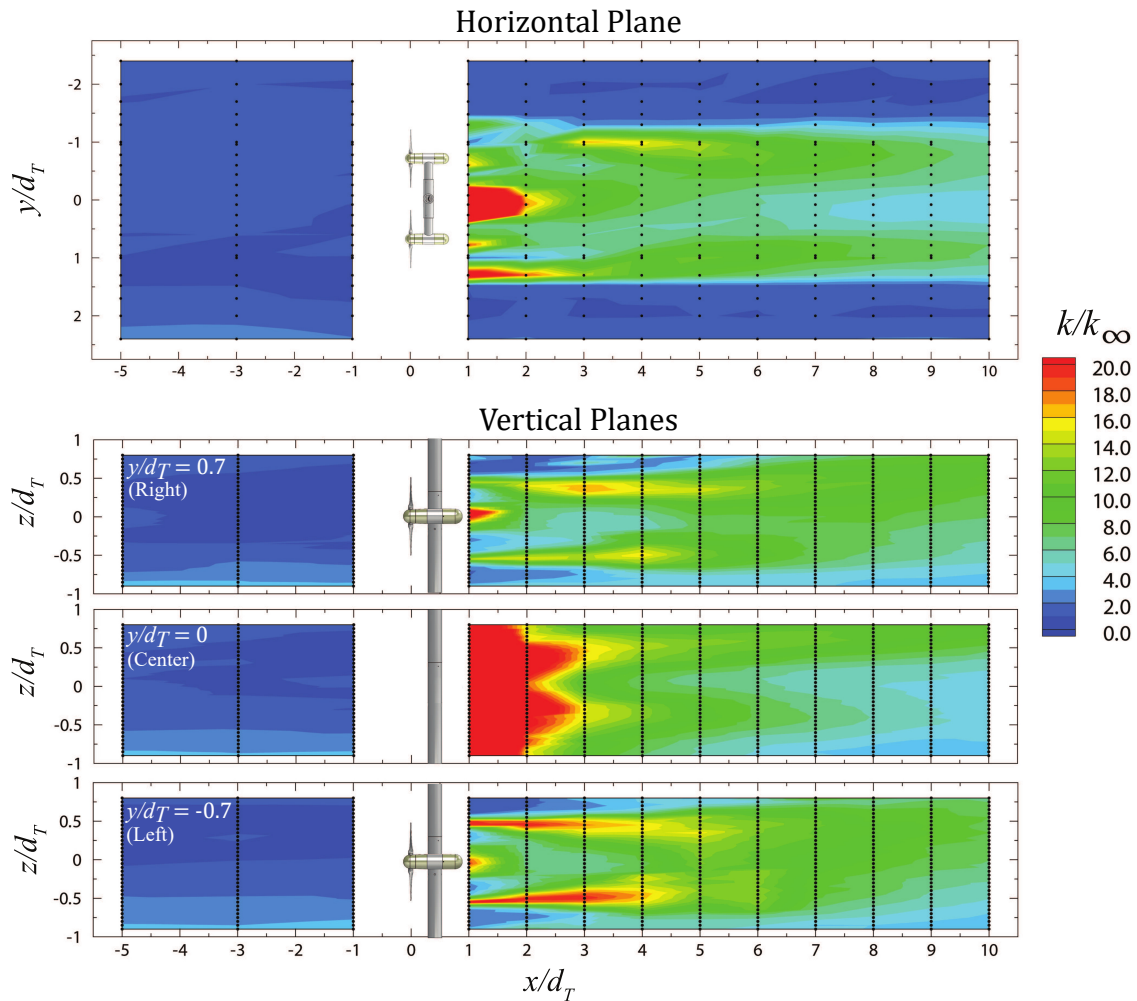 Horizontal Plane
-2
-1
0
1
2
y/d_T
-5 -4 -3 -2 -1 0 1 2 3 4 5 6 7 8 9 10
k/k∞
20.0
18.0
16.0
14.0
12.0
10.0
8.0
6.0
4.0
2.0
0.0
Vertical Planes
1
0.5
0
-0.5
-1
z/d_T
y/d_T = 0.7
(Right)
1
0.5
0
-0.5
-1
z/d_T
y/d_T = 0
(Center)
1
0.5
0
-0.5
-1
z/d_T
y/d_T = -0.7
(Left)
-5 -4 -3 -2 -1 0 1 2 3 4 5 6 7 8 9 10
x/d_T